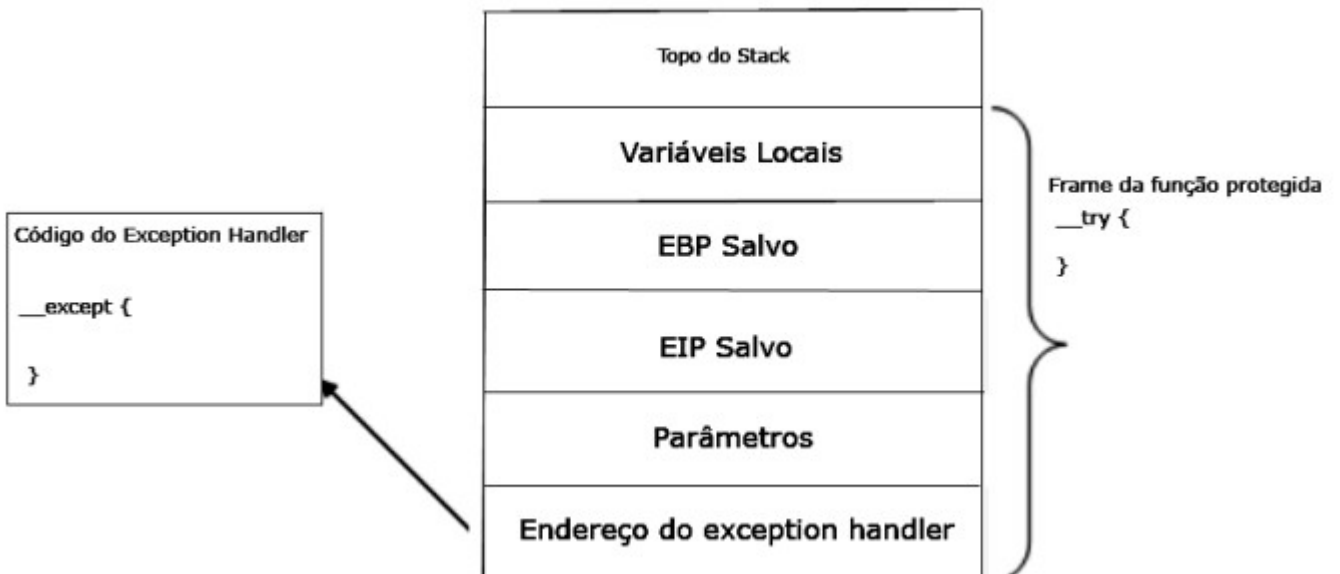 Topo do Stack
Variáveis Locais
EBP Salvo
EIP Salvo
Parâmetros
Endereço do exception handler
Código do Exception Handler
__except {
}
Frame da função protegida
__try {
}